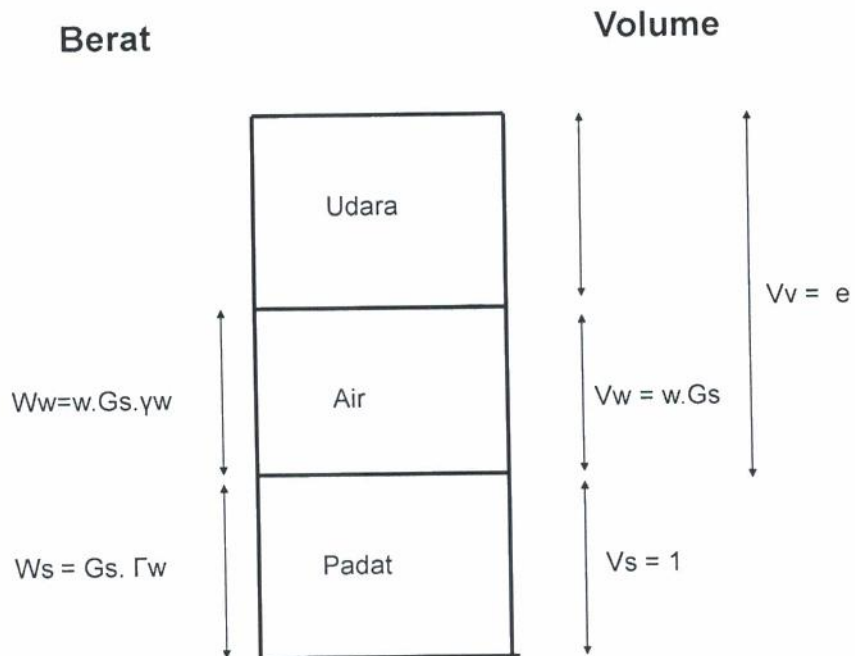 Berat
Volume
Udara
Vv = e
Ww=w.Gs.γw
Air
Vw = w.Gs
Ws = Gs. Γw
Padat
Vs = 1